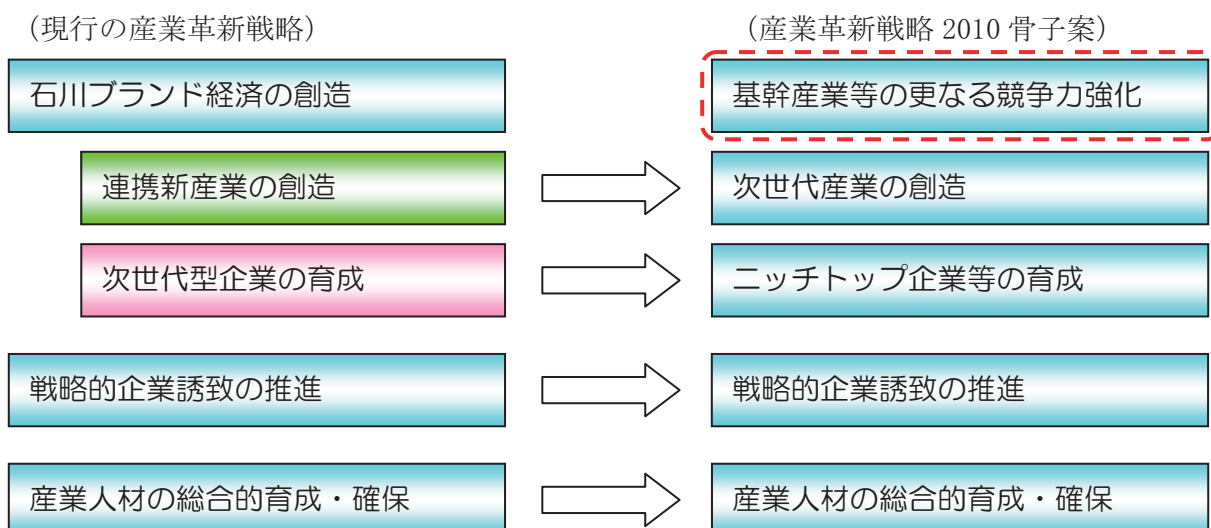 （現行の産業革新戦略）
（産業革新戦略 2010 骨子案）
石川ブランド経済の創造
基幹産業等の更なる競争力強化
連携新産業の創造
次世代産業の創造
次世代型企業の育成
ニッチトップ企業等の育成
戦略的企業誘致の推進
戦略的企業誘致の推進
産業人材の総合的育成・確保
産業人材の総合的育成・確保